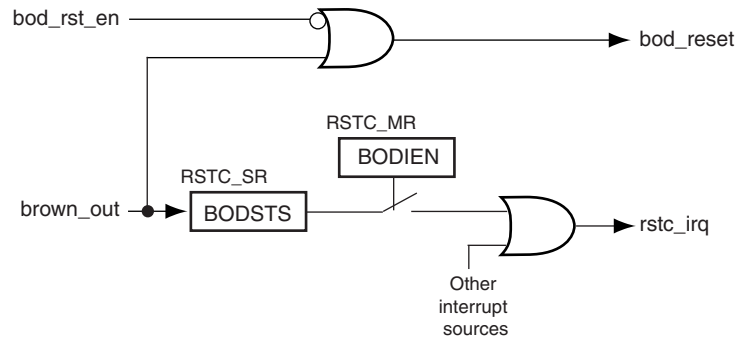 bod_rst_en
bod_reset
RSTC_MR
BODIEN
RSTC_SR
brown_out
BODSTS
rstc_irq
Other
interrupt
sources